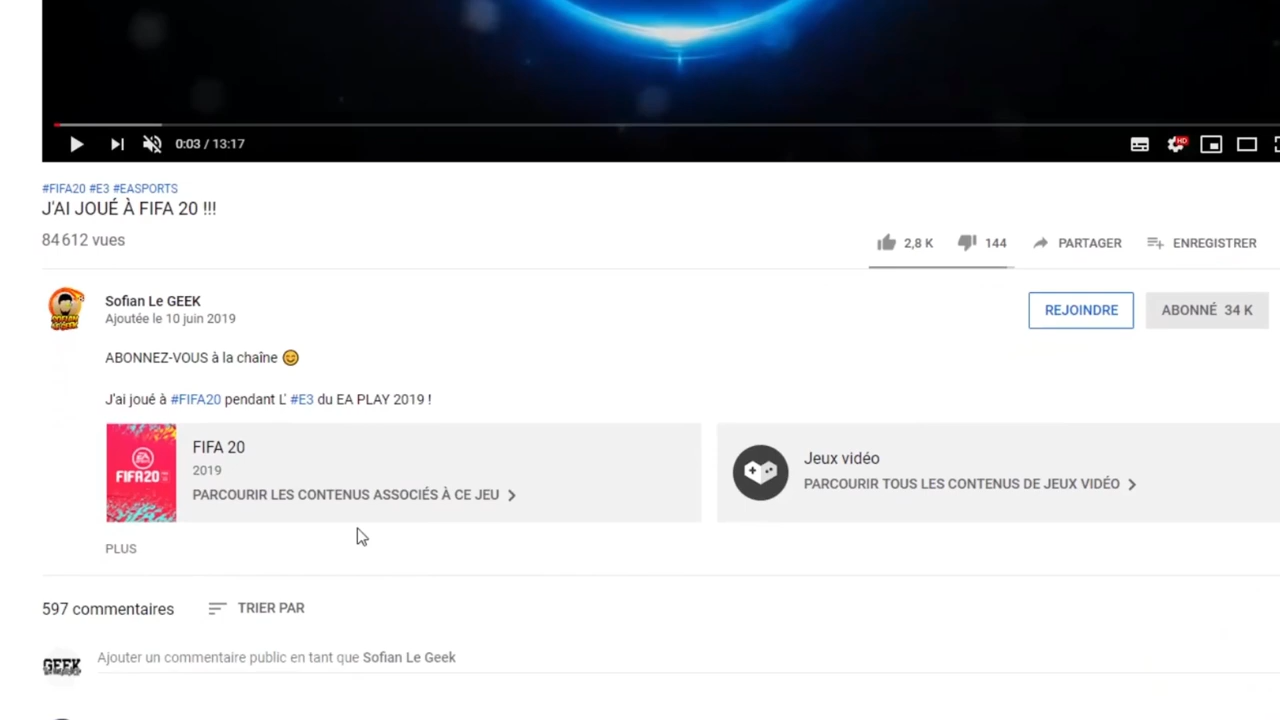 0:03 / 13:17
HD
#FIFA20 #E3 #EASPORTS
J'AI JOUÉ À FIFA 20 !!!
84 612 vues
2,8 K
144
PARTAGER
ENREGISTRER
Sofian Le GEEK
Ajoutée le 10 juin 2019
REJOINDRE
ABONNÉ 34 K
ABONNEZ-VOUS à la chaîne 😊
J'ai joué à #FIFA20 pendant L' #E3 du EA PLAY 2019 !
EA SPORTS
FIFA20
FIFA 20
2019
PARCOURIR LES CONTENUS ASSOCIÉS À CE JEU
Jeux vidéo
PARCOURIR TOUS LES CONTENUS DE JEUX VIDÉO
PLUS
597 commentaires
TRIER PAR
GEEK
Ajouter un commentaire public en tant que Sofian Le Geek